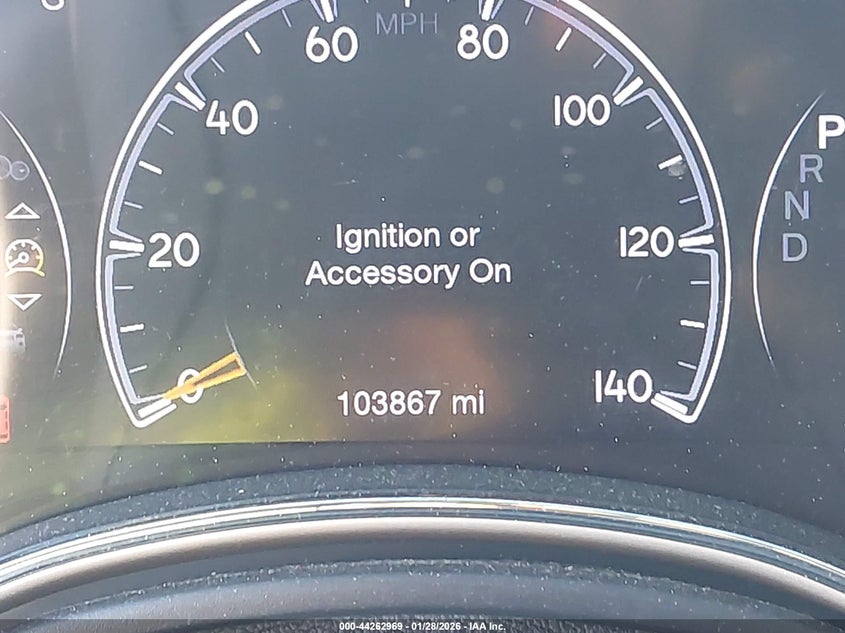 MPH
60
80
40
100
P
R
Ignition or
N
20
120
D
Accessory On
0
140
103867 mi
000-44262969 - 01/28/2026 - IAA Inc.